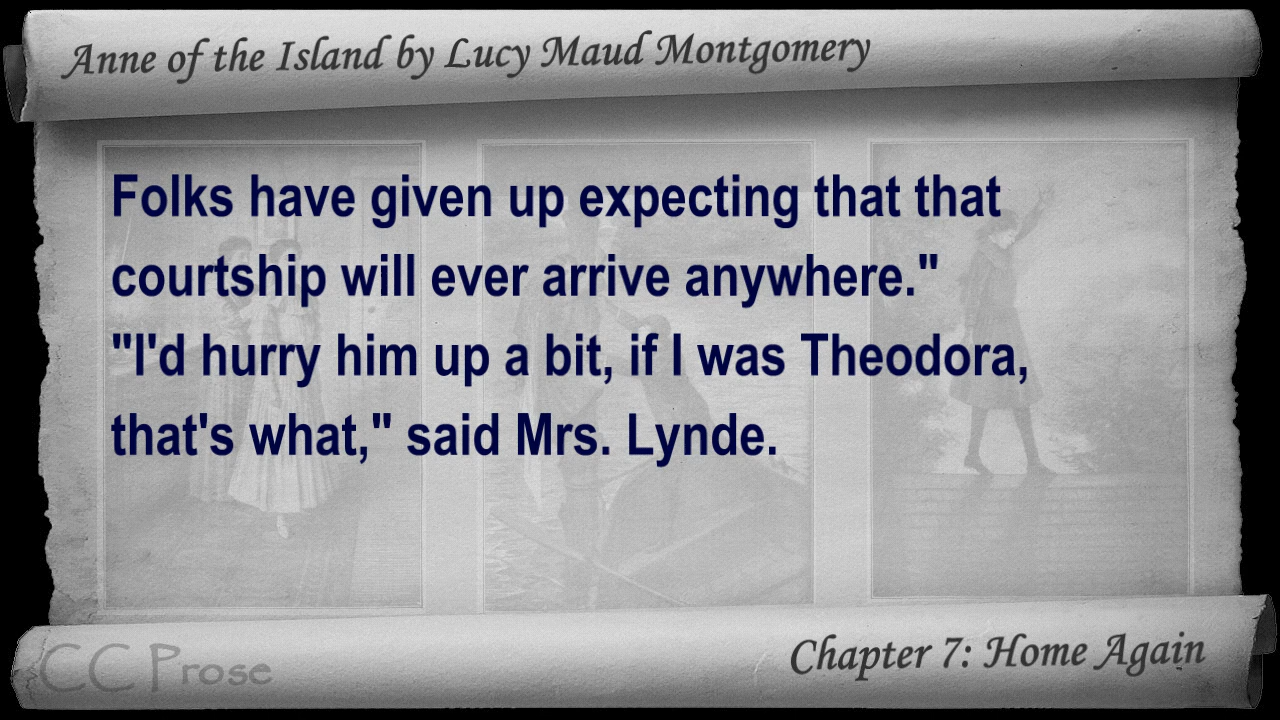 Anne of the Island by Lucy Maud Montgomery
Folks have given up expecting that that
courtship will ever arrive anywhere."
"I'd hurry him up a bit, if I was Theodora,
that's what," said Mrs. Lynde.
CC Prose
Chapter 7: Home Again